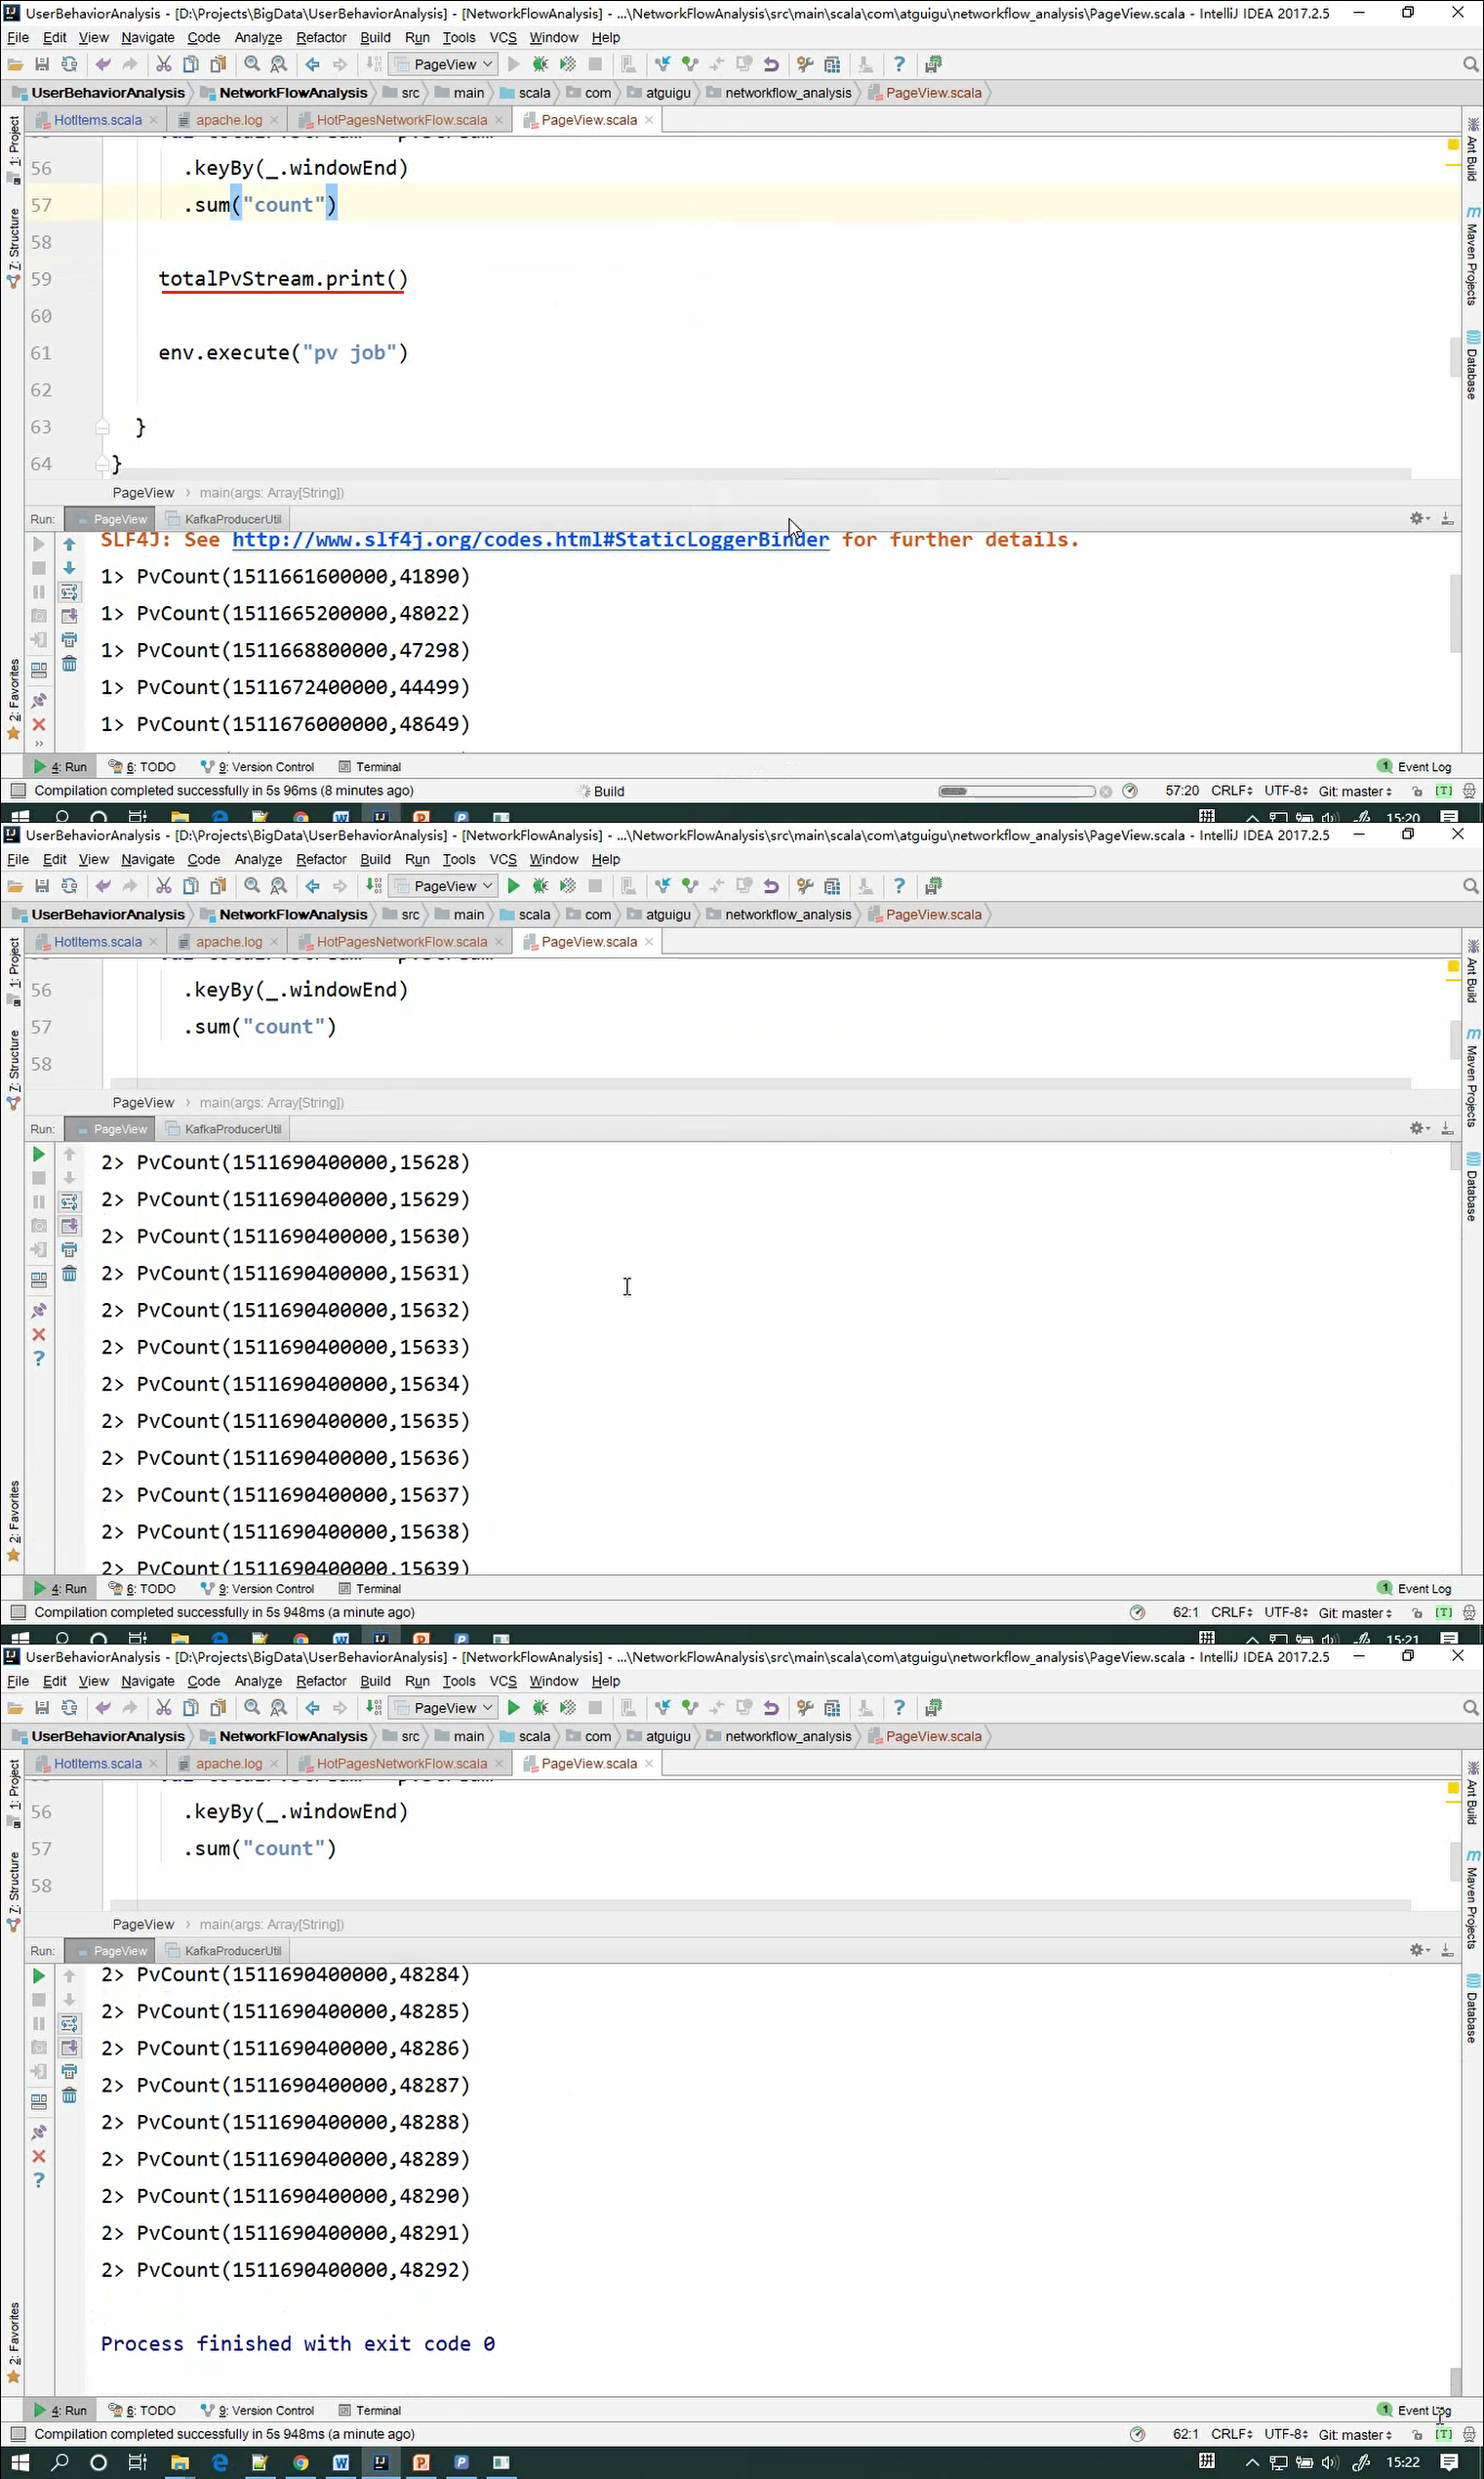 UserBehaviorAnalysis - [D:\Projects\BigData\UserBehaviorAnalysis] - [NetworkFlowAnalysis] - ...\NetworkFlowAnalysis\src\main\scala\com\atguigu\networkflow_analysis\PageView.scala - IntelliJ IDEA 2017.2.5
File Edit View Navigate Code Analyze Refactor Build Run Tools VCS Window Help
PageView
UserBehaviorAnalysis NetworkFlowAnalysis src main scala com atguigu networkflow_analysis PageView.scala
HotItems.scala apache.log HotPagesNetworkFlow.scala PageView.scala
1: Project
7: Structure
2: Favorites
Ant Build
Maven Projects
Database
56 .keyBy(_.windowEnd)
57 .sum("count")
58
59 totalPvStream.print()
60
61 env.execute("pv job")
62
63 }
64 }
PageView › main(args: Array[String])
Run: PageView KafkaProducerUtil
SLF4J: See http://www.slf4j.org/codes.html#StaticLoggerBinder for further details.
1> PvCount(1511661600000,41890)
1> PvCount(1511665200000,48022)
1> PvCount(1511668800000,47298)
1> PvCount(1511672400000,44499)
1> PvCount(1511676000000,48649)
4: Run 6: TODO 9: Version Control Terminal 1 Event Log
Compilation completed successfully in 5s 96ms (8 minutes ago) Build 57:20 CRLF UTF-8 Git: master [T]
15:20
UserBehaviorAnalysis - [D:\Projects\BigData\UserBehaviorAnalysis] - [NetworkFlowAnalysis] - ...\NetworkFlowAnalysis\src\main\scala\com\atguigu\networkflow_analysis\PageView.scala - IntelliJ IDEA 2017.2.5
File Edit View Navigate Code Analyze Refactor Build Run Tools VCS Window Help
PageView
UserBehaviorAnalysis NetworkFlowAnalysis src main scala com atguigu networkflow_analysis PageView.scala
HotItems.scala apache.log HotPagesNetworkFlow.scala PageView.scala
1: Project
7: Structure
2: Favorites
Ant Build
Maven Projects
Database
56 .keyBy(_.windowEnd)
57 .sum("count")
58
PageView › main(args: Array[String])
Run: PageView KafkaProducerUtil
2> PvCount(1511690400000,15628)
2> PvCount(1511690400000,15629)
2> PvCount(1511690400000,15630)
2> PvCount(1511690400000,15631)
2> PvCount(1511690400000,15632)
2> PvCount(1511690400000,15633)
2> PvCount(1511690400000,15634)
2> PvCount(1511690400000,15635)
2> PvCount(1511690400000,15636)
2> PvCount(1511690400000,15637)
2> PvCount(1511690400000,15638)
2> PvCount(1511690400000,15639)
4: Run 6: TODO 9: Version Control Terminal 1 Event Log
Compilation completed successfully in 5s 948ms (a minute ago) 62:1 CRLF UTF-8 Git: master [T]
15:21
UserBehaviorAnalysis - [D:\Projects\BigData\UserBehaviorAnalysis] - [NetworkFlowAnalysis] - ...\NetworkFlowAnalysis\src\main\scala\com\atguigu\networkflow_analysis\PageView.scala - IntelliJ IDEA 2017.2.5
File Edit View Navigate Code Analyze Refactor Build Run Tools VCS Window Help
PageView
UserBehaviorAnalysis NetworkFlowAnalysis src main scala com atguigu networkflow_analysis PageView.scala
HotItems.scala apache.log HotPagesNetworkFlow.scala PageView.scala
1: Project
7: Structure
2: Favorites
Ant Build
Maven Projects
Database
56 .keyBy(_.windowEnd)
57 .sum("count")
58
PageView › main(args: Array[String])
Run: PageView KafkaProducerUtil
2> PvCount(1511690400000,48284)
2> PvCount(1511690400000,48285)
2> PvCount(1511690400000,48286)
2> PvCount(1511690400000,48287)
2> PvCount(1511690400000,48288)
2> PvCount(1511690400000,48289)
2> PvCount(1511690400000,48290)
2> PvCount(1511690400000,48291)
2> PvCount(1511690400000,48292)
Process finished with exit code 0
4: Run 6: TODO 9: Version Control Terminal 1 Event Log
Compilation completed successfully in 5s 948ms (a minute ago) 62:1 CRLF UTF-8 Git: master [T]
15:22